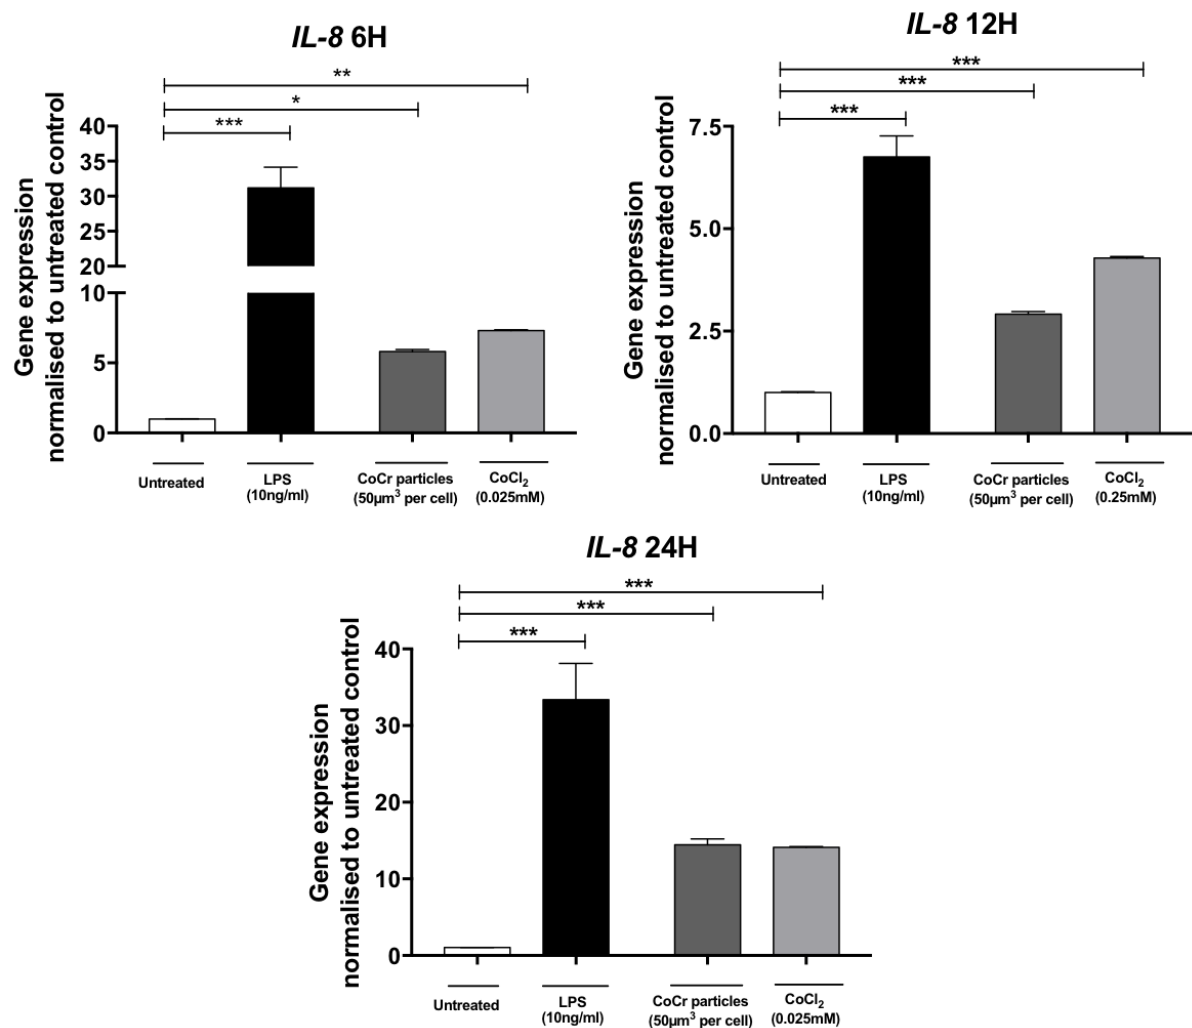 IL-8 6H
**
*
***
Gene expression
normalised to untreated control
40
35
30
25
20
10
5
0
Untreated
LPS
(10ng/ml)
CoCr particles
(50µm³ per cell)
CoCl₂
(0.025mM)
IL-8 12H
***
***
***
Gene expression
normalised to untreated control
7.5
5.0
2.5
0.0
Untreated
LPS
(10ng/ml)
CoCr particles
(50µm³ per cell)
CoCl₂
(0.25mM)
IL-8 24H
***
***
***
Gene expression
normalised to untreated control
40
30
20
10
0
Untreated
LPS
(10ng/ml)
CoCr particles
(50µm³ per cell)
CoCl₂
(0.025mM)